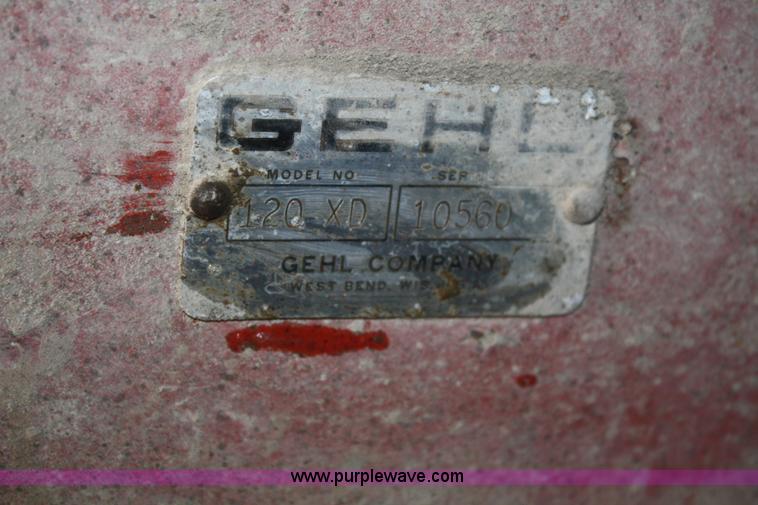 GEHL
MODEL NO
SER
120 XD
10560
GEHL COMPANY
WEST BEND, WIS.
www.purplewave.com